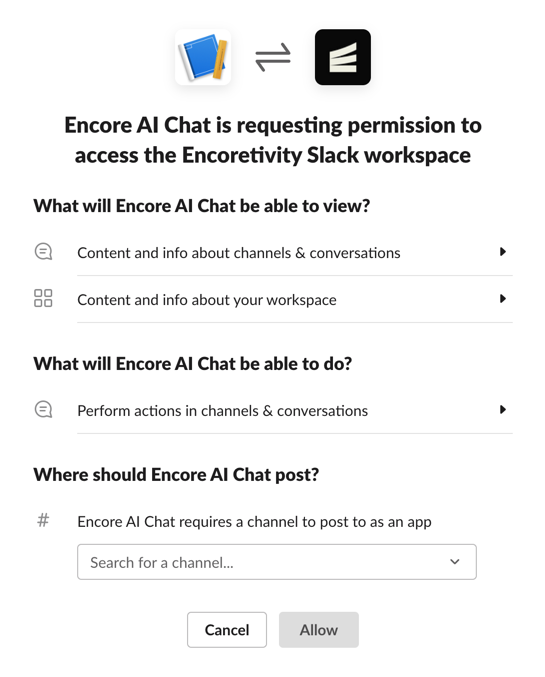 Encore AI Chat is requesting permission to
access the Encoretivity Slack workspace
What will Encore AI Chat be able to view?
Content and info about channels & conversations
Content and info about your workspace
What will Encore AI Chat be able to do?
Perform actions in channels & conversations
Where should Encore AI Chat post?
# Encore AI Chat requires a channel to post to as an app
Search for a channel...
Cancel Allow